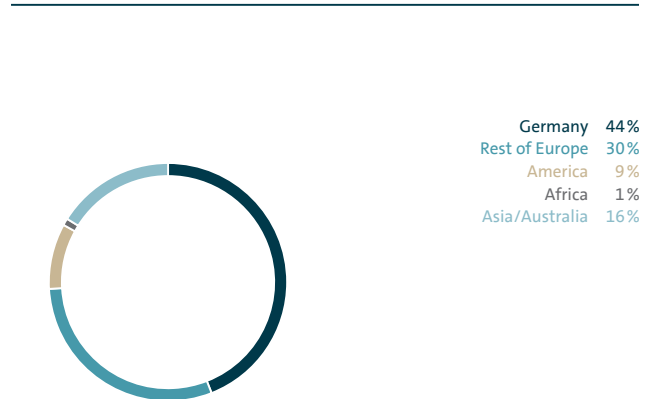 Germany 44%
Rest of Europe 30%
America 9%
Africa 1%
Asia/Australia 16%